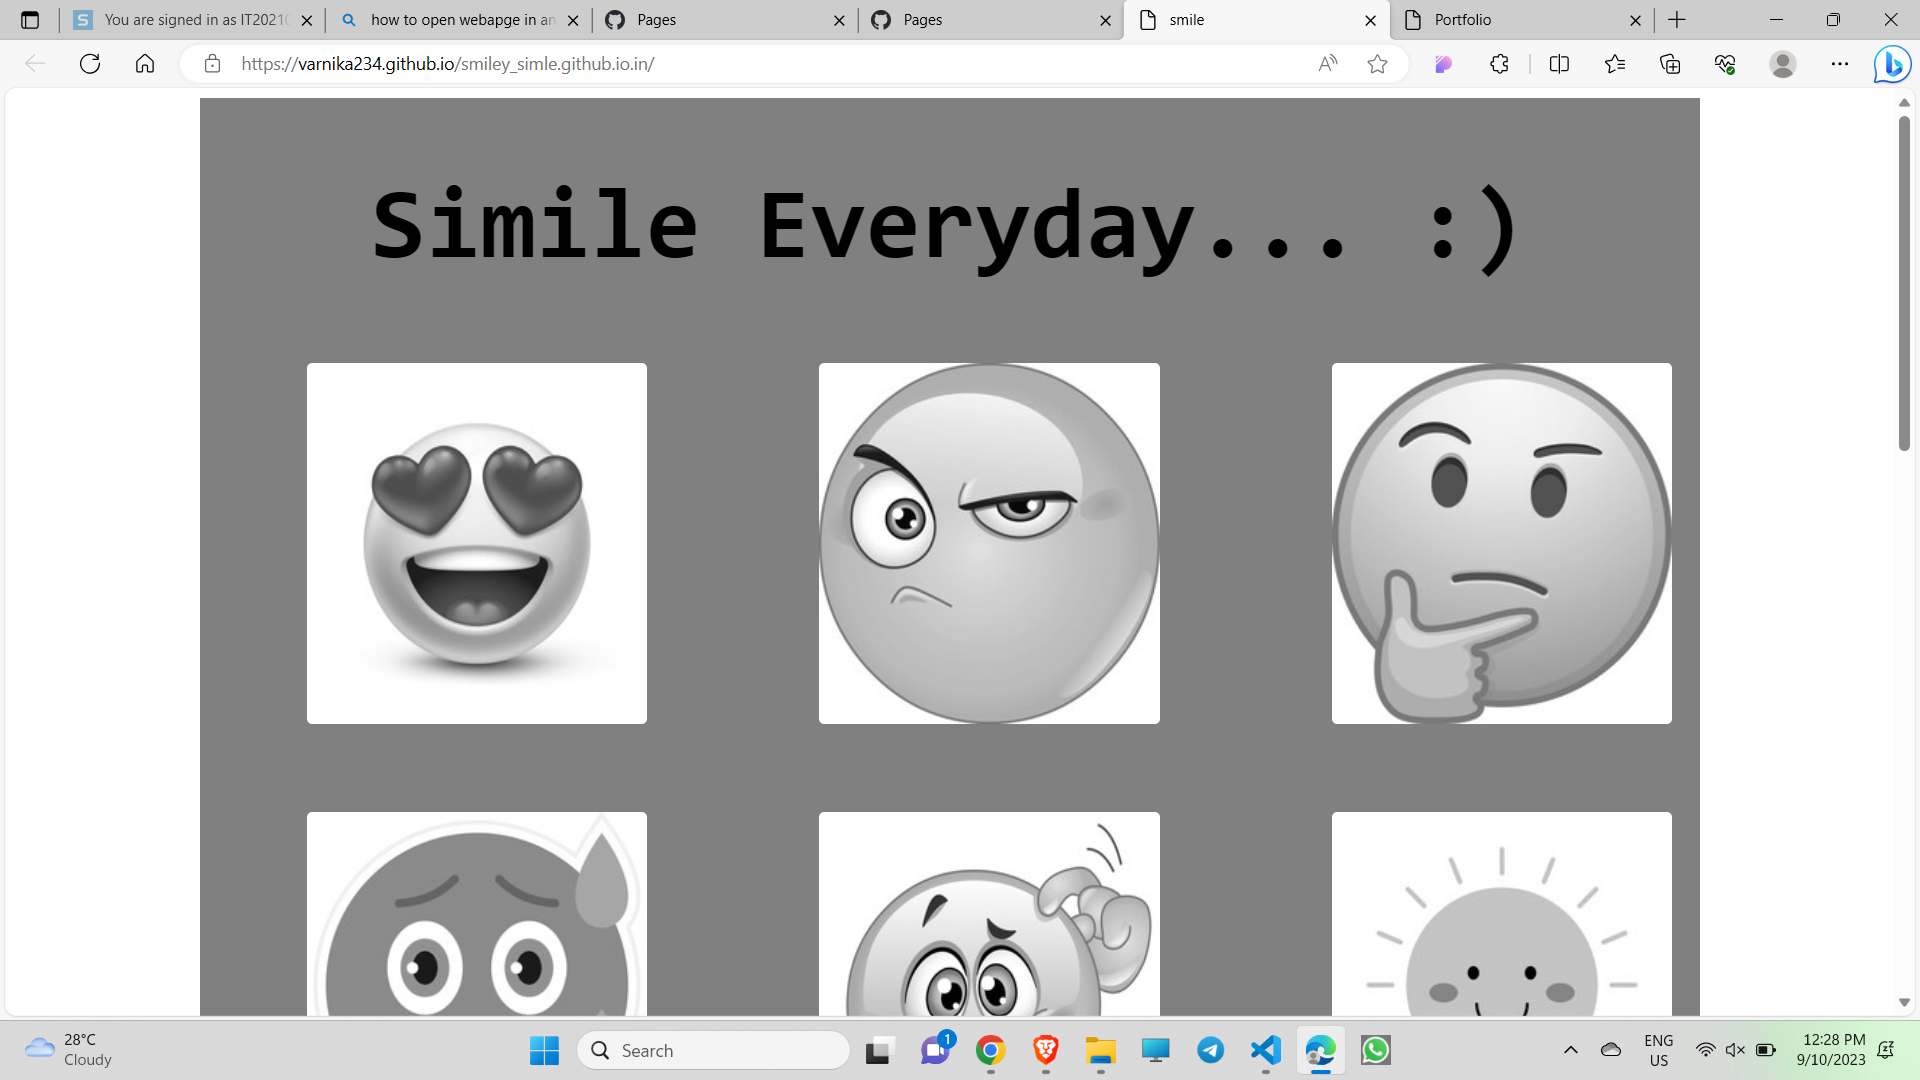 You are signed in as IT2021
how to open webapge in an
Pages
Pages
smile
Portfolio
https://varnika234.github.io/smiley_simle.github.io.in/
Simile Everyday... :)
28°C
Cloudy
Search
1
ENG
US
12:28 PM
9/10/2023